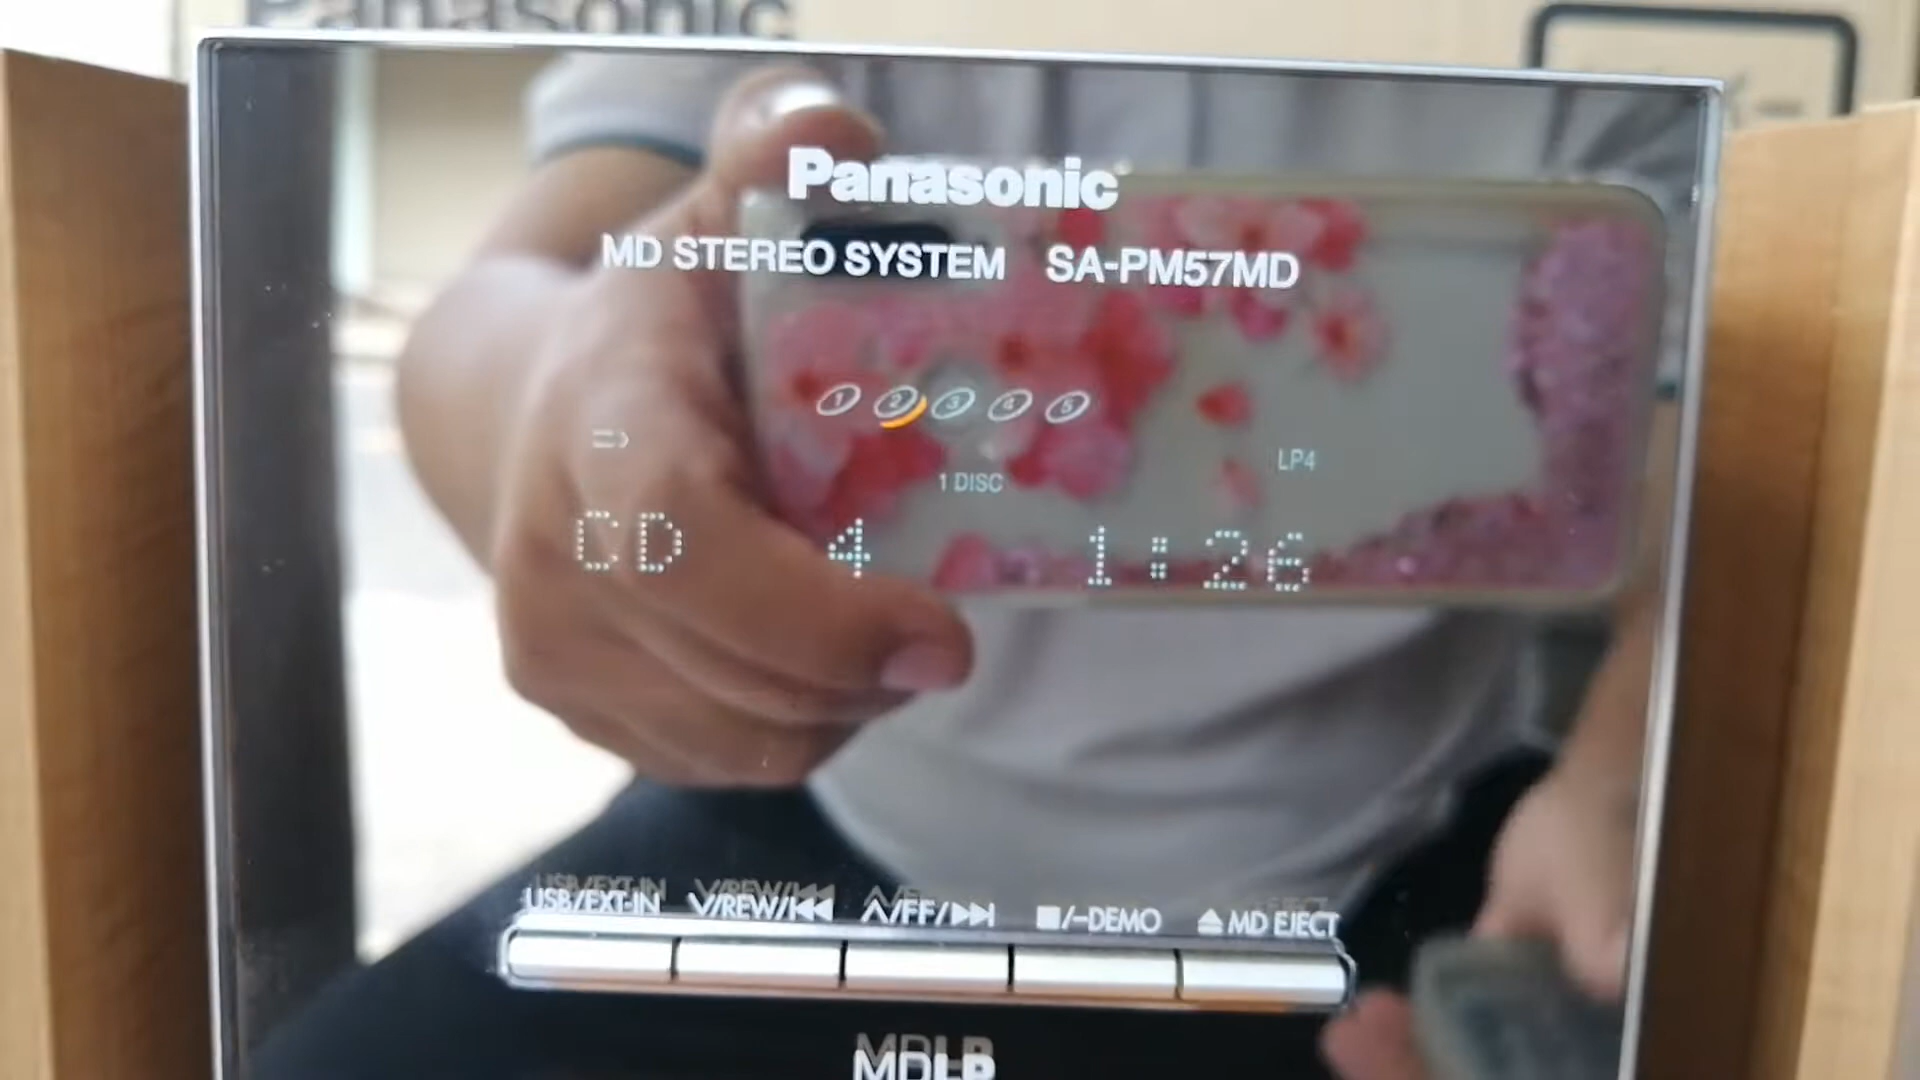 Panasonic
Panasonic
MD STEREO SYSTEM SA-PM57MD
1 2 3 4 5
LP4
1 DISC
CD 4 1:26
USB/EXT-IN ∨/REW/⏮ ∧/FF/⏭ ■/–DEMO ⏏ MD EJECT
MDLP